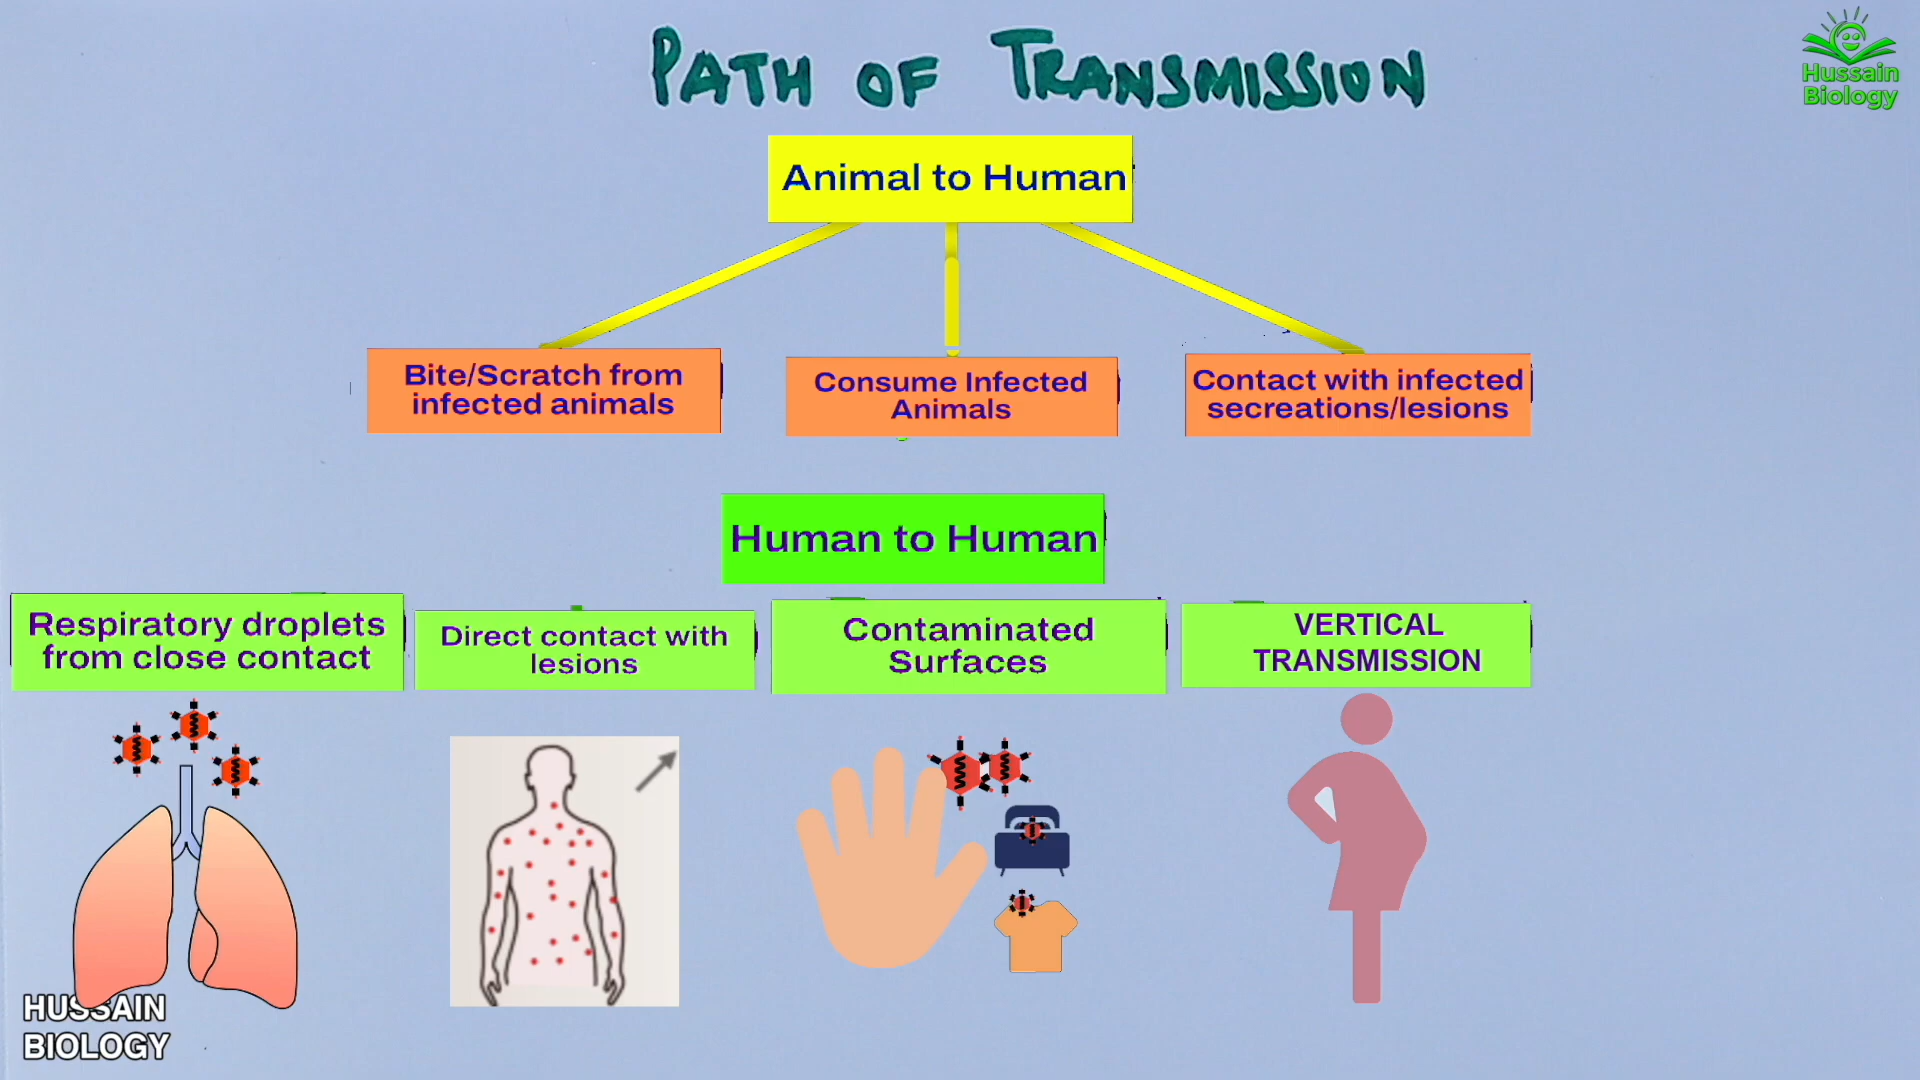 PATH OF TRANSMISSION
Hussain
Biology
Animal to Human
Bite/Scratch from
infected animals
Consume Infected
Animals
Contact with infected
secreations/lesions
Human to Human
Respiratory droplets
from close contact
Direct contact with
lesions
Contaminated
Surfaces
VERTICAL
TRANSMISSION
HUSSAIN
BIOLOGY